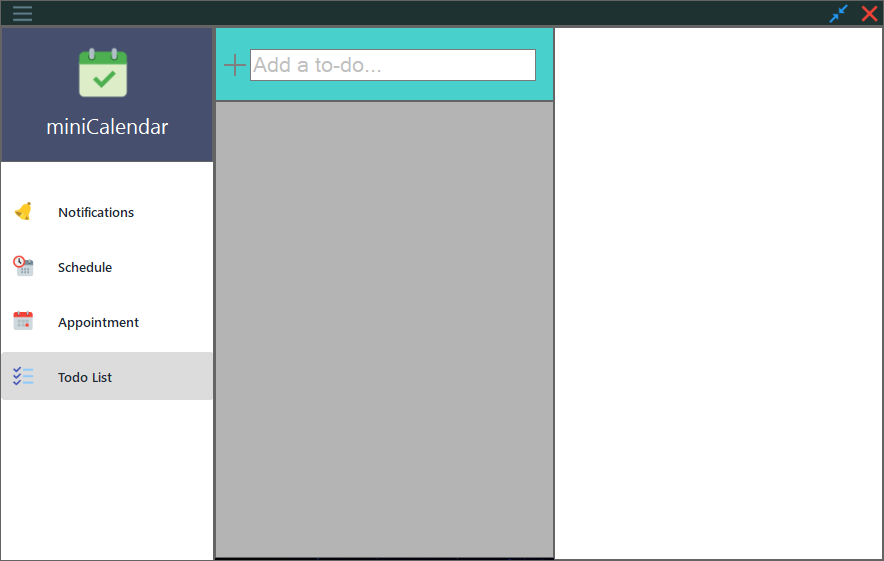 Add a to-do...
miniCalendar
Notifications
Schedule
Appointment
Todo List